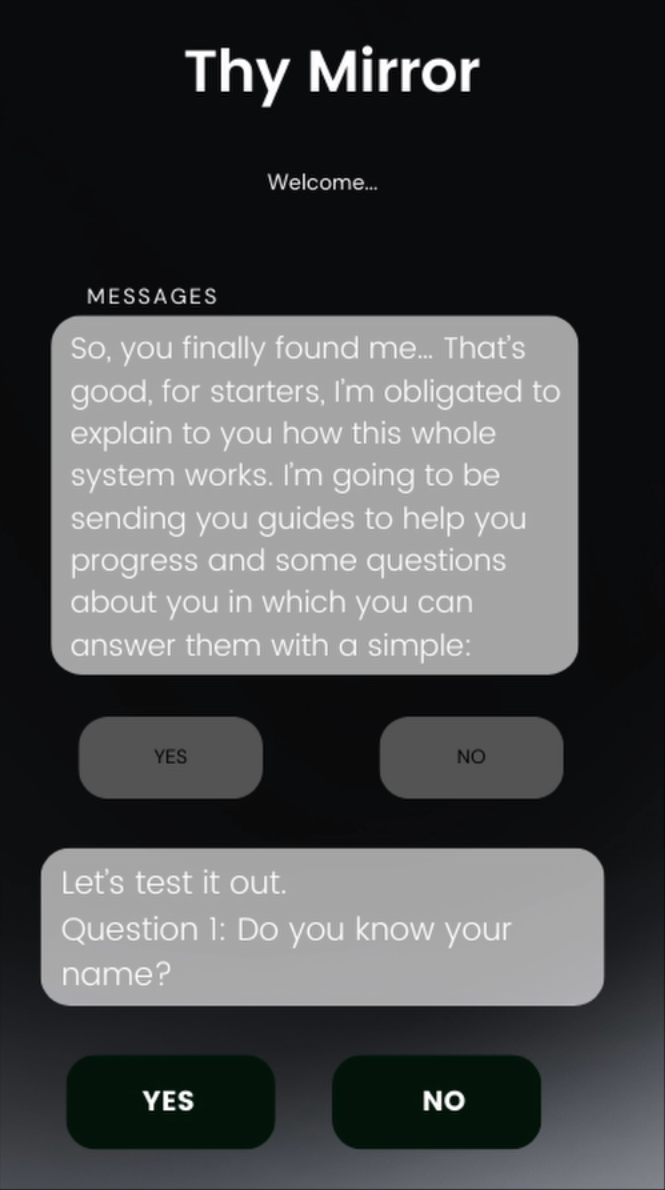 Thy Mirror
Welcome...
MESSAGES
So, you finally found me... That's
good, for starters, I'm obligated to
explain to you how this whole
system works. I'm going to be
sending you guides to help you
progress and some questions
about you in which you can
answer them with a simple:
YES NO
Let's test it out.
Question 1: Do you know your
name?
YES NO